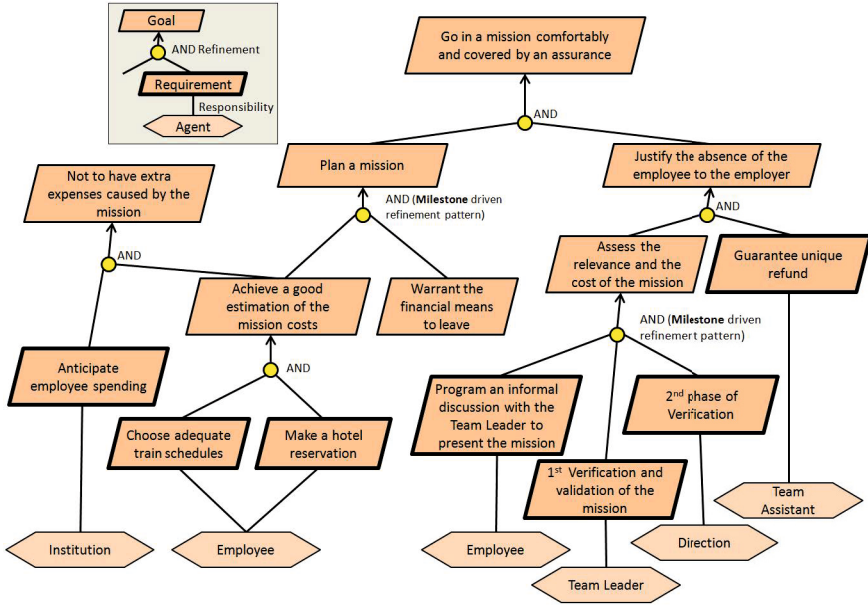 Goal
AND Refinement
Requirement
Responsibility
Agent
Go in a mission comfortably
and covered by an assurance
AND
Plan a mission
Justify the absence of the
employee to the employer
Not to have extra
expenses caused by the
mission
AND (Milestone driven
refinement pattern)
AND
AND
Assess the
relevance and the
cost of the mission
Guarantee unique
refund
Achieve a good
estimation of the
mission costs
Warrant the
financial means
to leave
AND (Milestone driven
refinement pattern)
Anticipate
employee spending
AND
Program an informal
discussion with the
Team Leader to
present the mission
2nd phase of
Verification
Choose adequate
train schedules
Make a hotel
reservation
1st Verification and
validation of the
mission
Team
Assistant
Institution
Employee
Employee
Direction
Team Leader